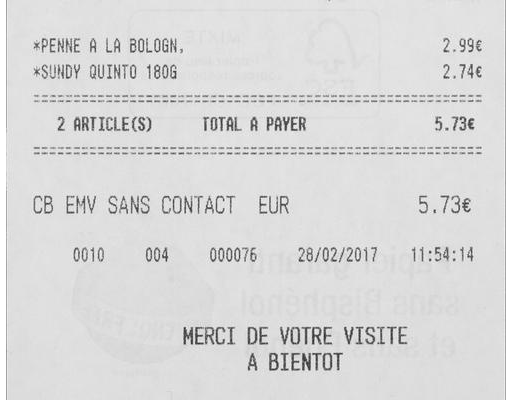 *PENNE A LA BOLOGN, 2.99€
*SUNDY QUINTO 180G 2.74€
==================================================
2 ARTICLE(S) TOTAL A PAYER 5.73€
==================================================
CB EMV SANS CONTACT EUR 5.73€
0010 004 000076 28/02/2017 11:54:14
MERCI DE VOTRE VISITE
A BIENTOT